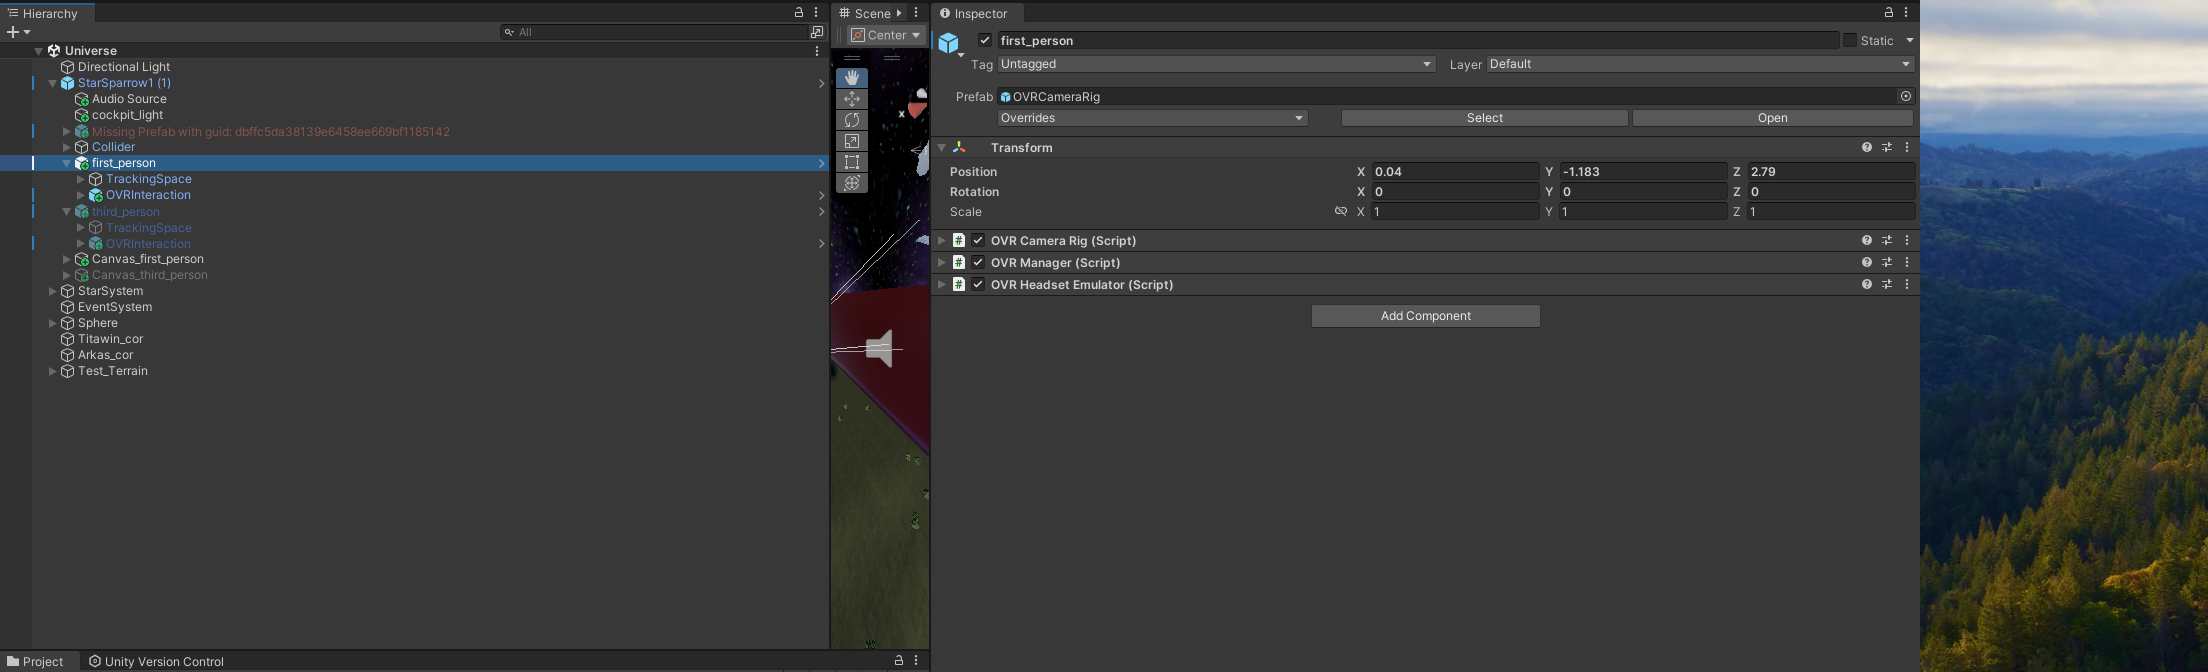 Hierarchy
All
Universe
Directional Light
StarSparrow1 (1)
Audio Source
cockpit_light
Missing Prefab with guid: dbffc5da38139e6458ee669bf1185142
Collider
first_person
TrackingSpace
OVRInteraction
third_person
TrackingSpace
OVRInteraction
Canvas_first_person
Canvas_third_person
StarSystem
EventSystem
Sphere
Titawin_cor
Arkas_cor
Test_Terrain
Project
Unity Version Control
Scene
Center
x
Inspector
first_person
Static
Tag Untagged Layer Default
Prefab OVRCameraRig
Overrides Select Open
Transform
Position X 0.04 Y -1.183 Z 2.79
Rotation X 0 Y 0 Z 0
Scale X 1 Y 1 Z 1
# OVR Camera Rig (Script)
# OVR Manager (Script)
# OVR Headset Emulator (Script)
Add Component